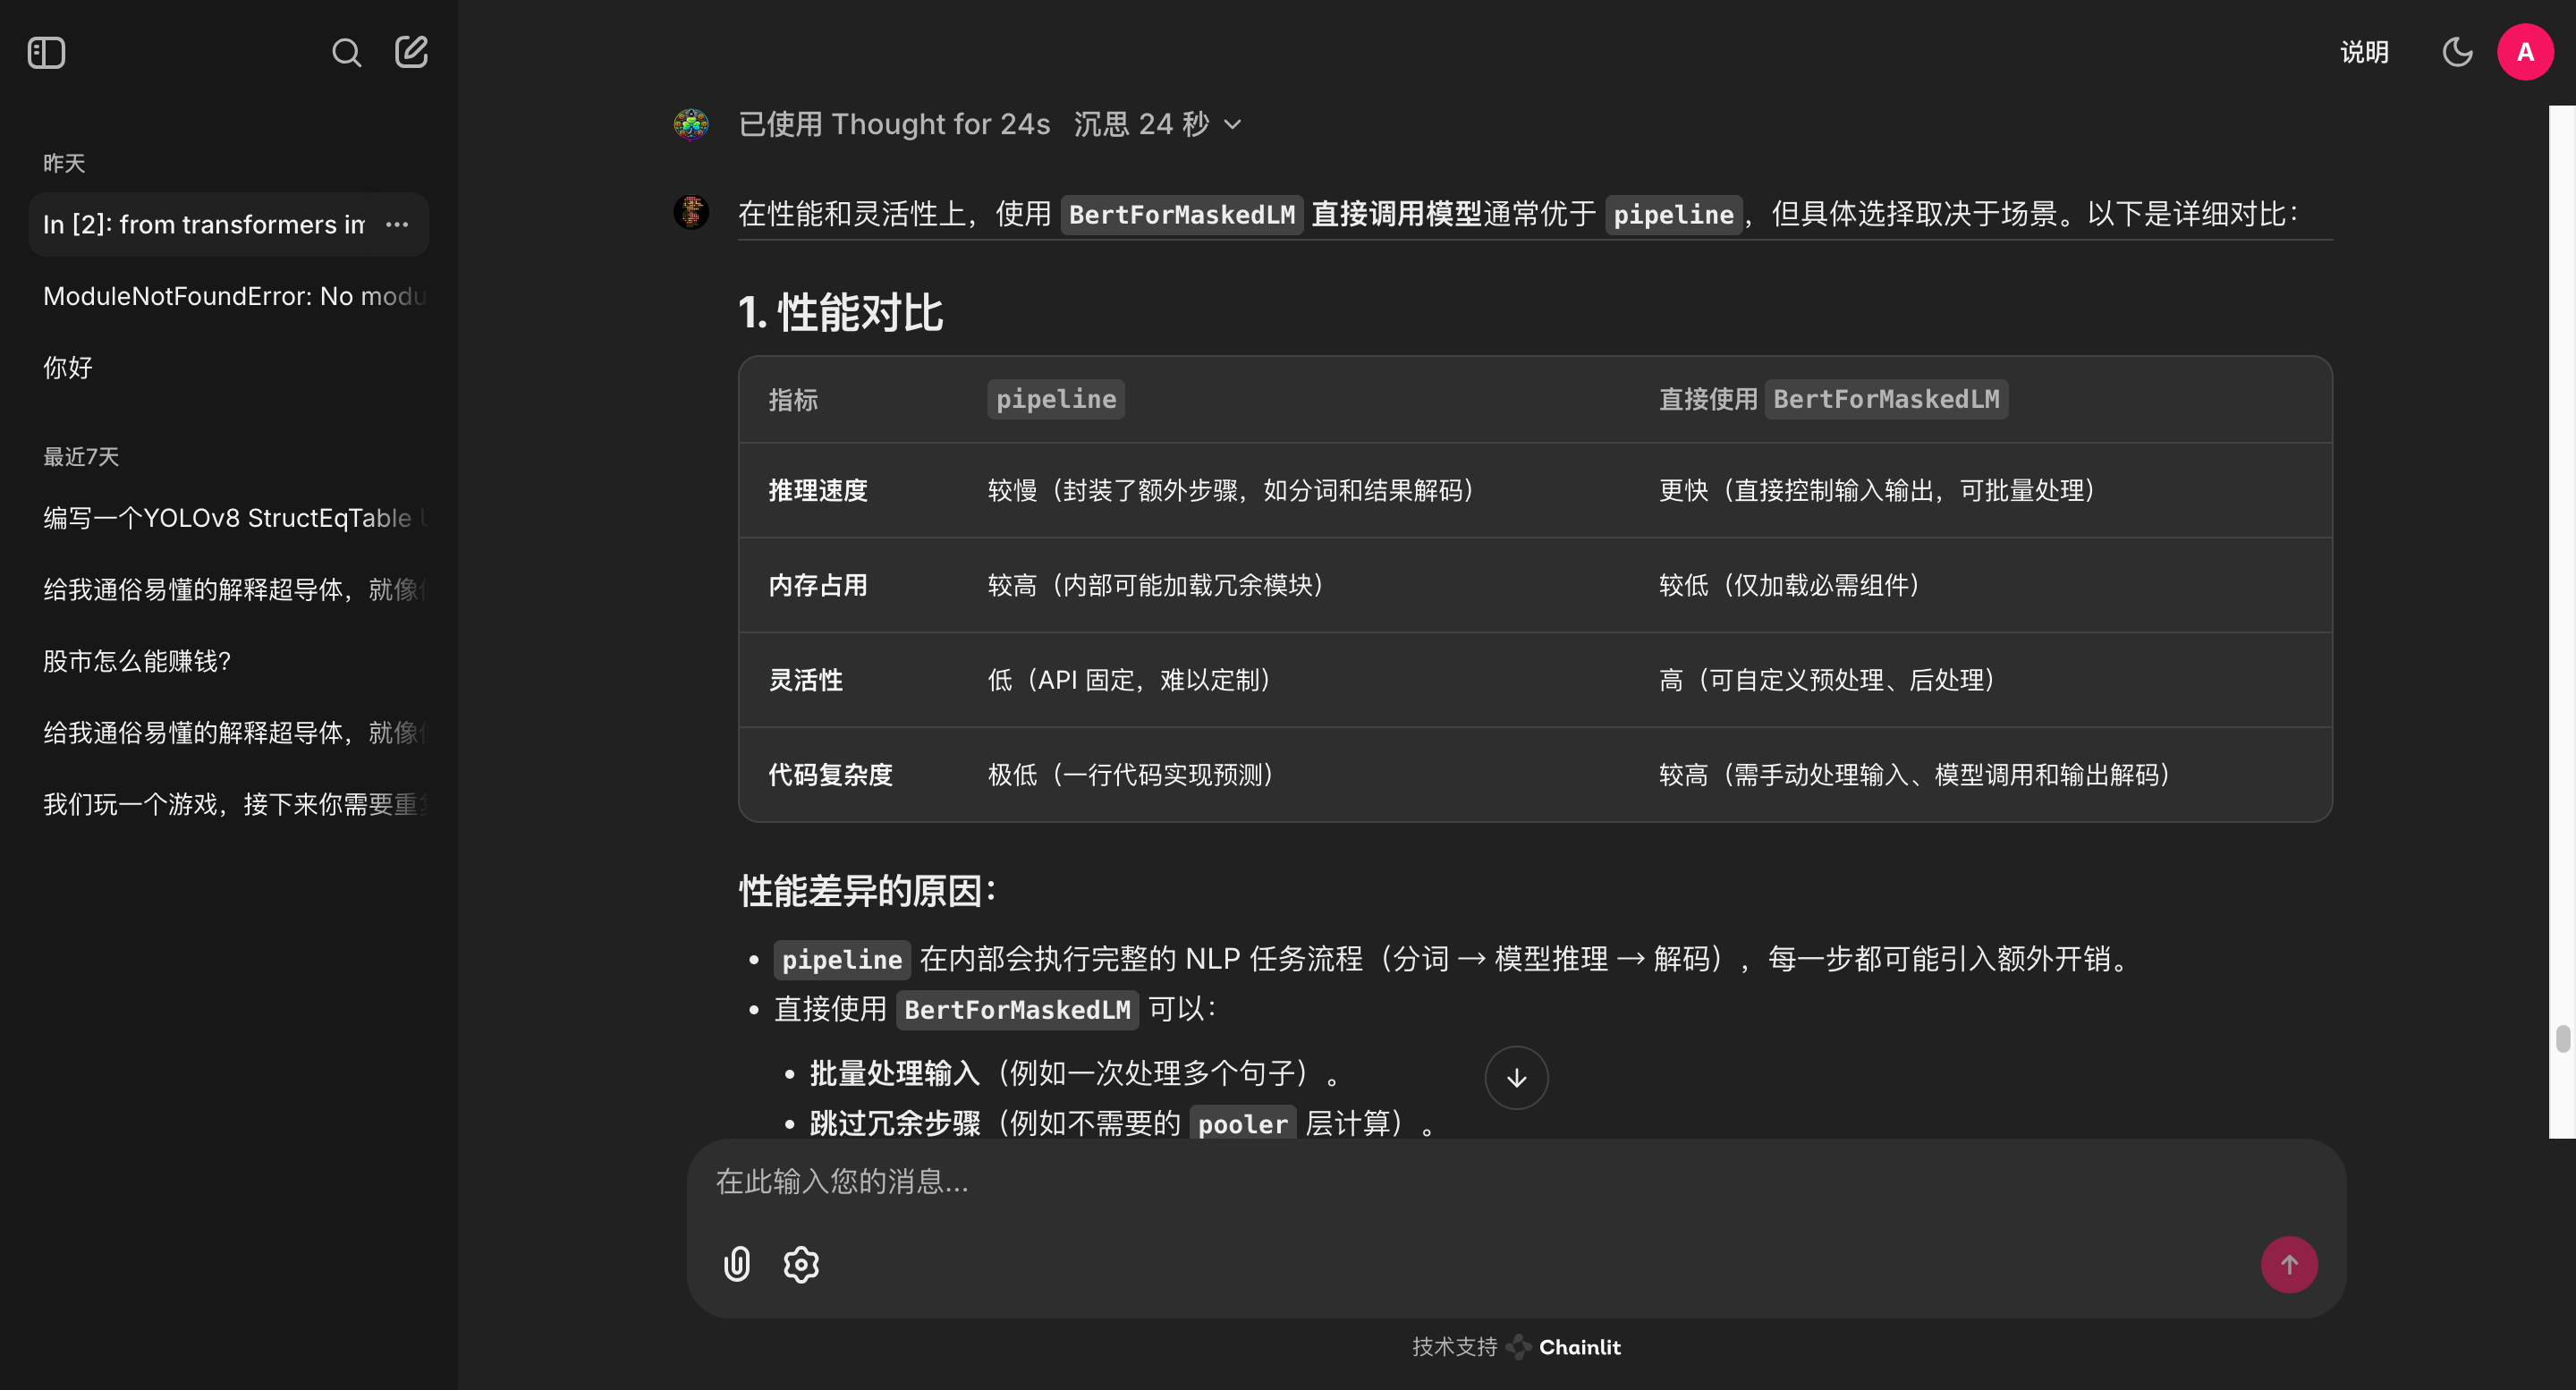 昨天
In [2]: from transformers im
ModuleNotFoundError: No modu
你好
最近7天
编写一个YOLOv8 StructEqTable
给我通俗易懂的解释超导体，就像
股市怎么能赚钱？
给我通俗易懂的解释超导体，就像
我们玩一个游戏，接下来你需要重
说明
A
已使用 Thought for 24s 沉思 24 秒
在性能和灵活性上，使用 BertForMaskedLM 直接调用模型通常优于 pipeline，但具体选择取决于场景。以下是详细对比：
1. 性能对比
指标 pipeline 直接使用 BertForMaskedLM
推理速度 较慢（封装了额外步骤，如分词和结果解码） 更快（直接控制输入输出，可批量处理）
内存占用 较高（内部可能加载冗余模块） 较低（仅加载必需组件）
灵活性 低（API 固定，难以定制） 高（可自定义预处理、后处理）
代码复杂度 极低（一行代码实现预测） 较高（需手动处理输入、模型调用和输出解码）
性能差异的原因：
• pipeline 在内部会执行完整的 NLP 任务流程（分词 → 模型推理 → 解码），每一步都可能引入额外开销。
• 直接使用 BertForMaskedLM 可以：
• 批量处理输入（例如一次处理多个句子）。
• 跳过冗余步骤（例如不需要的 pooler 层计算）。
在此输入您的消息...
技术支持 Chainlit